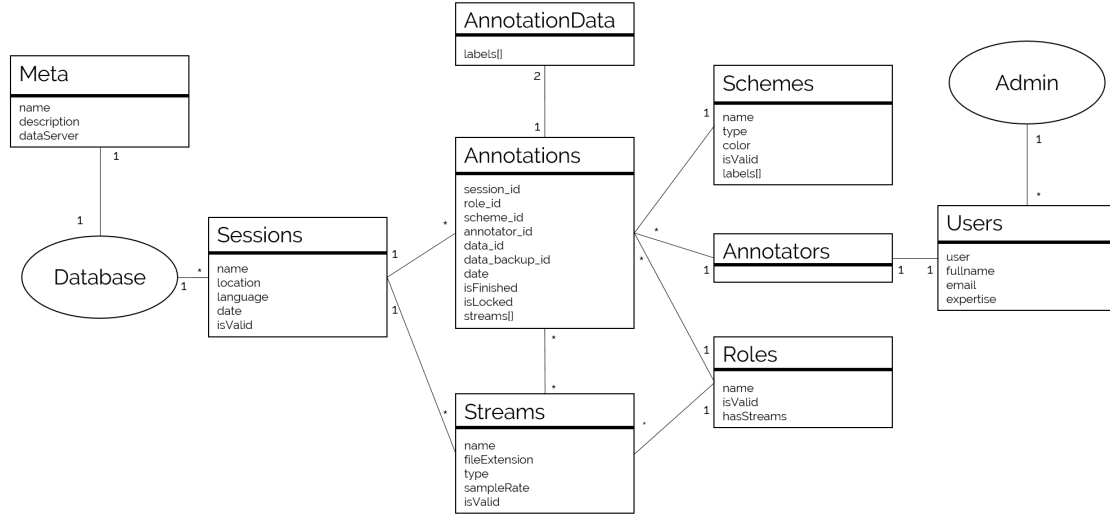 AnnotationData
labels[]
2
1
Meta
name
description
dataServer
1
1
Database
*
1
Sessions
name
location
language
date
isValid
1
1
*
*
Annotations
session_id
role_id
scheme_id
annotator_id
data_id
data_backup_id
date
isFinished
isLocked
streams[]
*
*
Streams
name
fileExtension
type
sampleRate
isValid
*
*
*
Schemes
name
type
color
isValid
labels[]
1
Annotators
1
1
1
Roles
name
isValid
hasStreams
1
1
Admin
1
*
Users
user
fullname
email
expertise